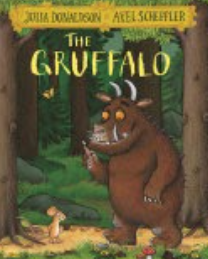 JULIA DONALDSON · AXEL SCHEFFLER
THE
GRUFFALO